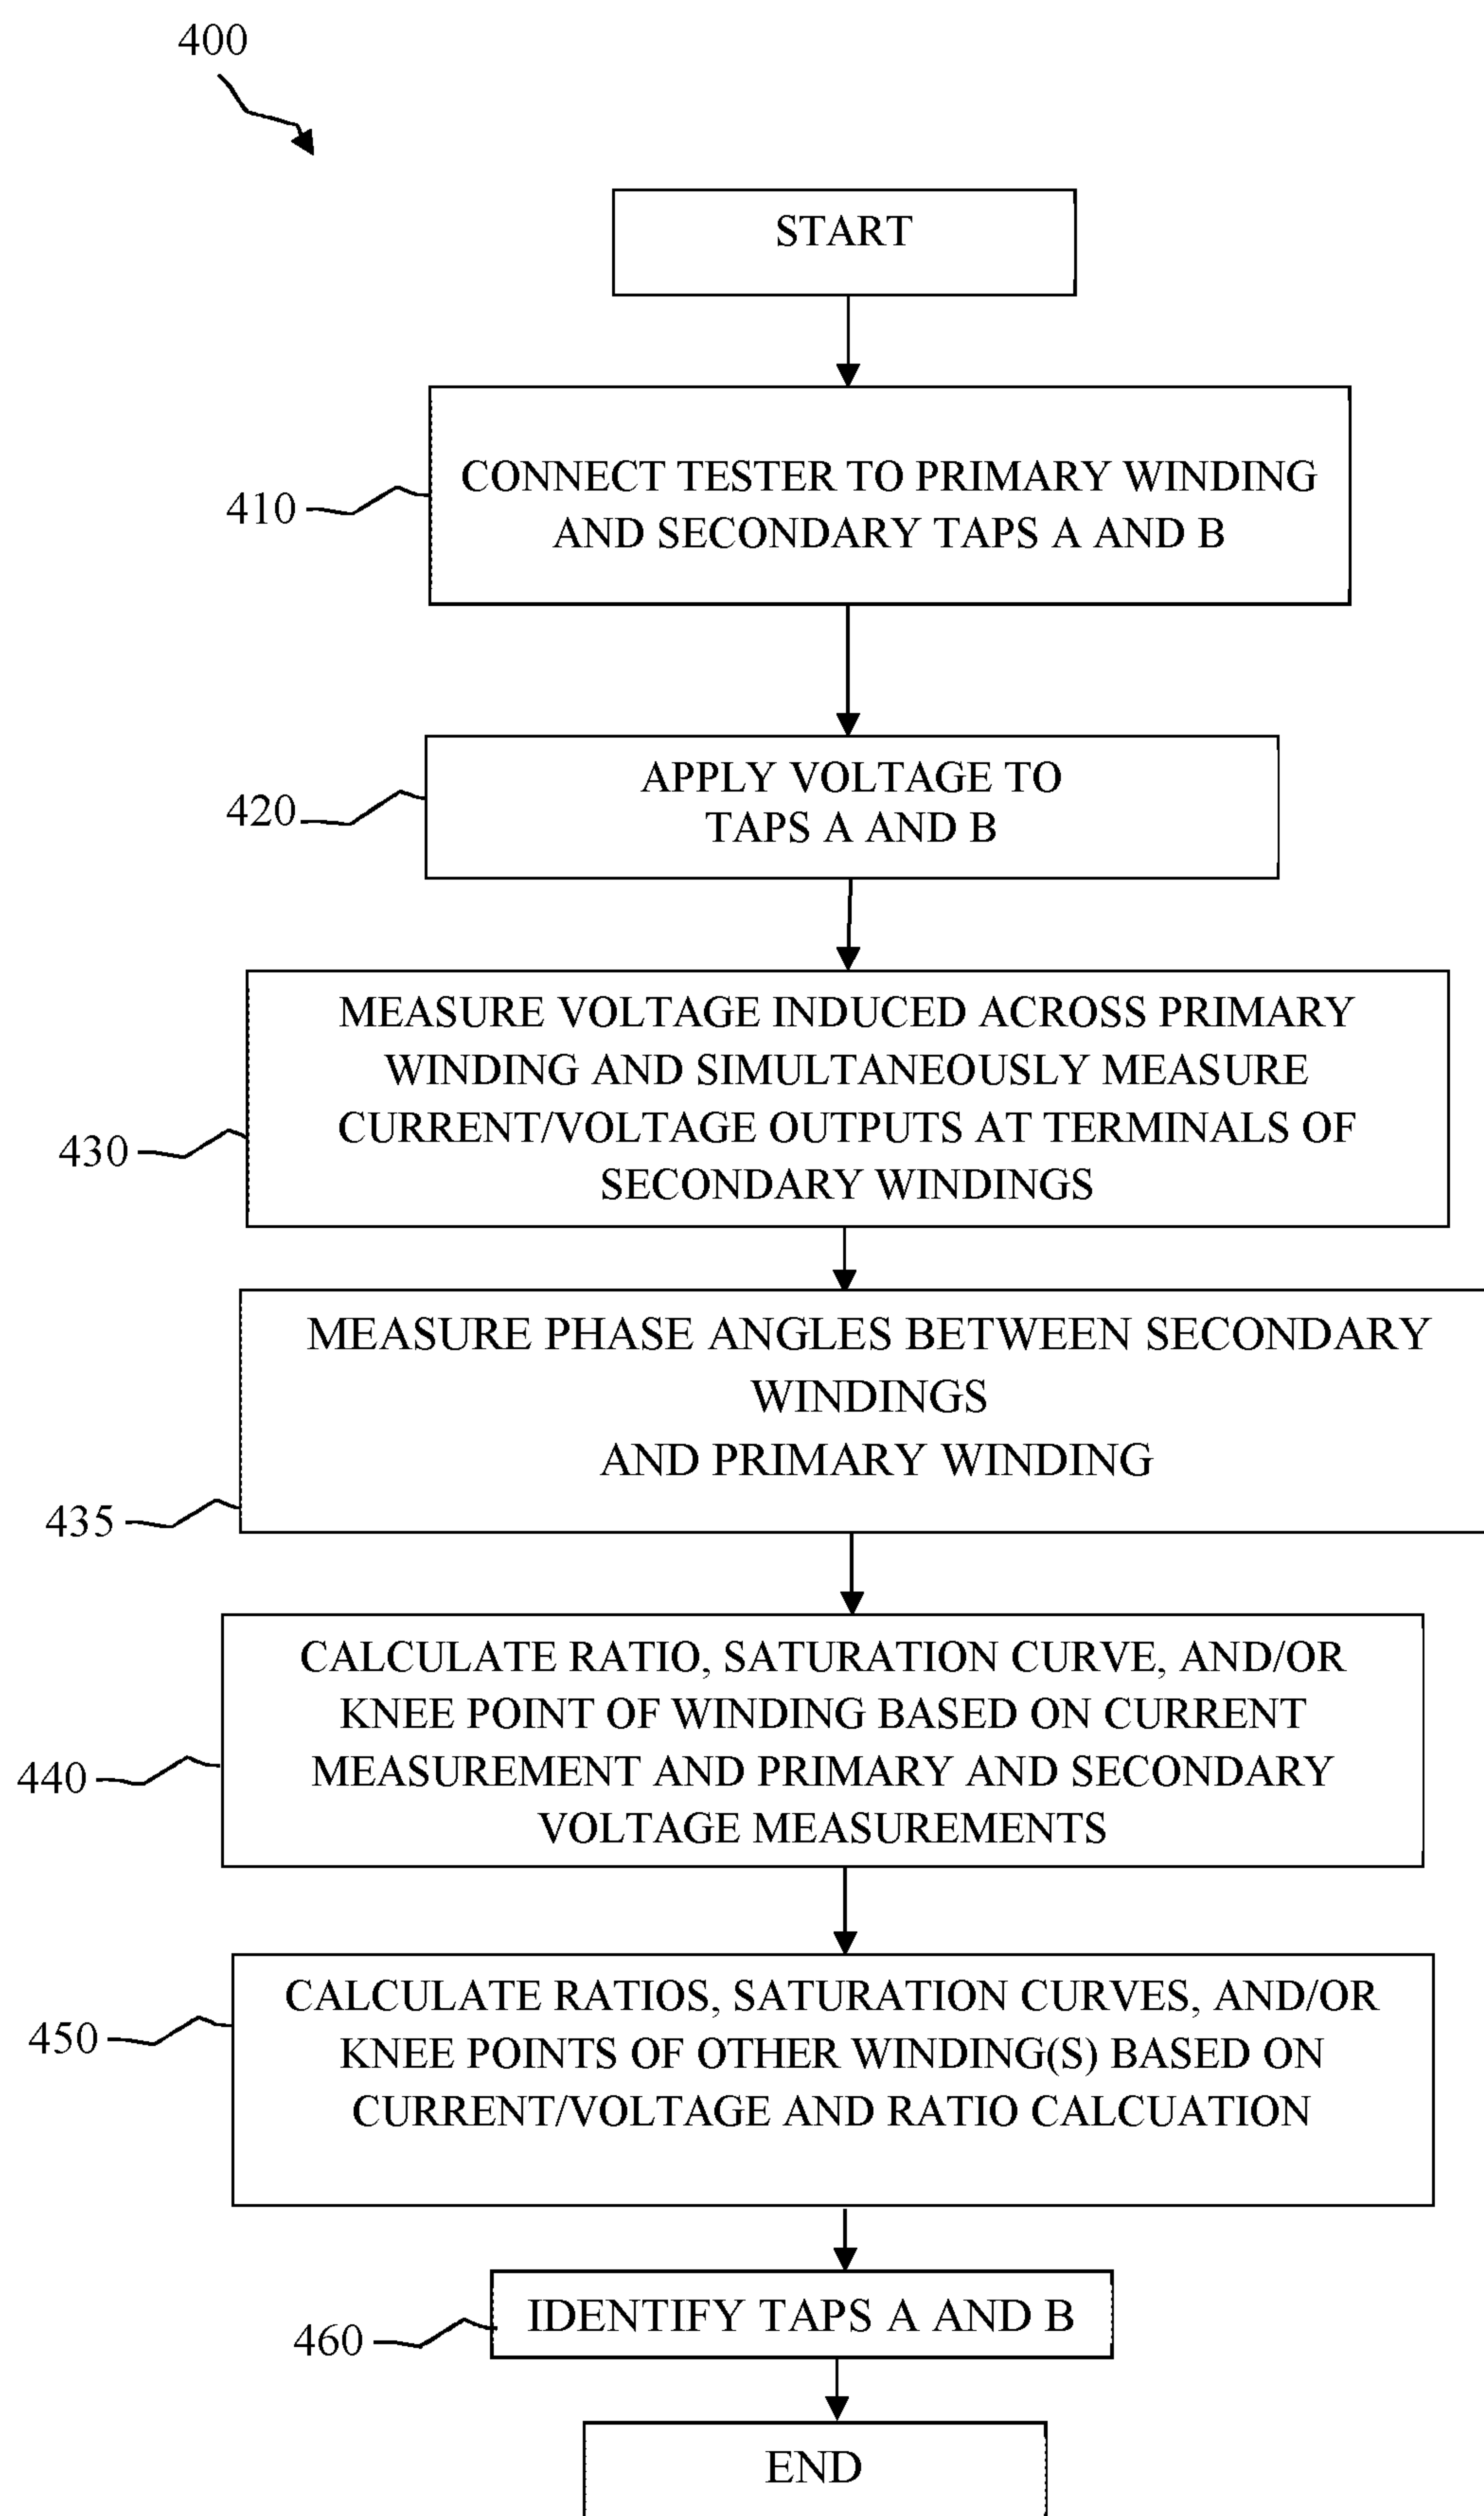 400
START
410
CONNECT TESTER TO PRIMARY WINDING
AND SECONDARY TAPS A AND B
420
APPLY VOLTAGE TO
TAPS A AND B
430
MEASURE VOLTAGE INDUCED ACROSS PRIMARY
WINDING AND SIMULTANEOUSLY MEASURE
CURRENT/VOLTAGE OUTPUTS AT TERMINALS OF
SECONDARY WINDINGS
435
MEASURE PHASE ANGLES BETWEEN SECONDARY
WINDINGS
AND PRIMARY WINDING
440
CALCULATE RATIO, SATURATION CURVE, AND/OR
KNEE POINT OF WINDING BASED ON CURRENT
MEASUREMENT AND PRIMARY AND SECONDARY
VOLTAGE MEASUREMENTS
450
CALCULATE RATIOS, SATURATION CURVES, AND/OR
KNEE POINTS OF OTHER WINDING(S) BASED ON
CURRENT/VOLTAGE AND RATIO CALCUATION
460
IDENTIFY TAPS A AND B
END